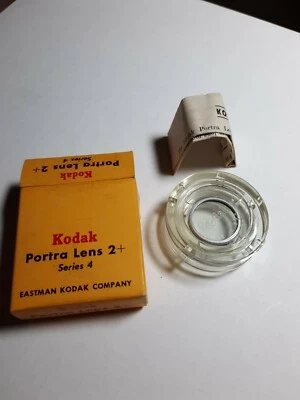 Portra Lens 2+
Series 4
Kodak
Kodak
Portra Lens 2+
Series 4
EASTMAN KODAK COMPANY
KO
Portra Le